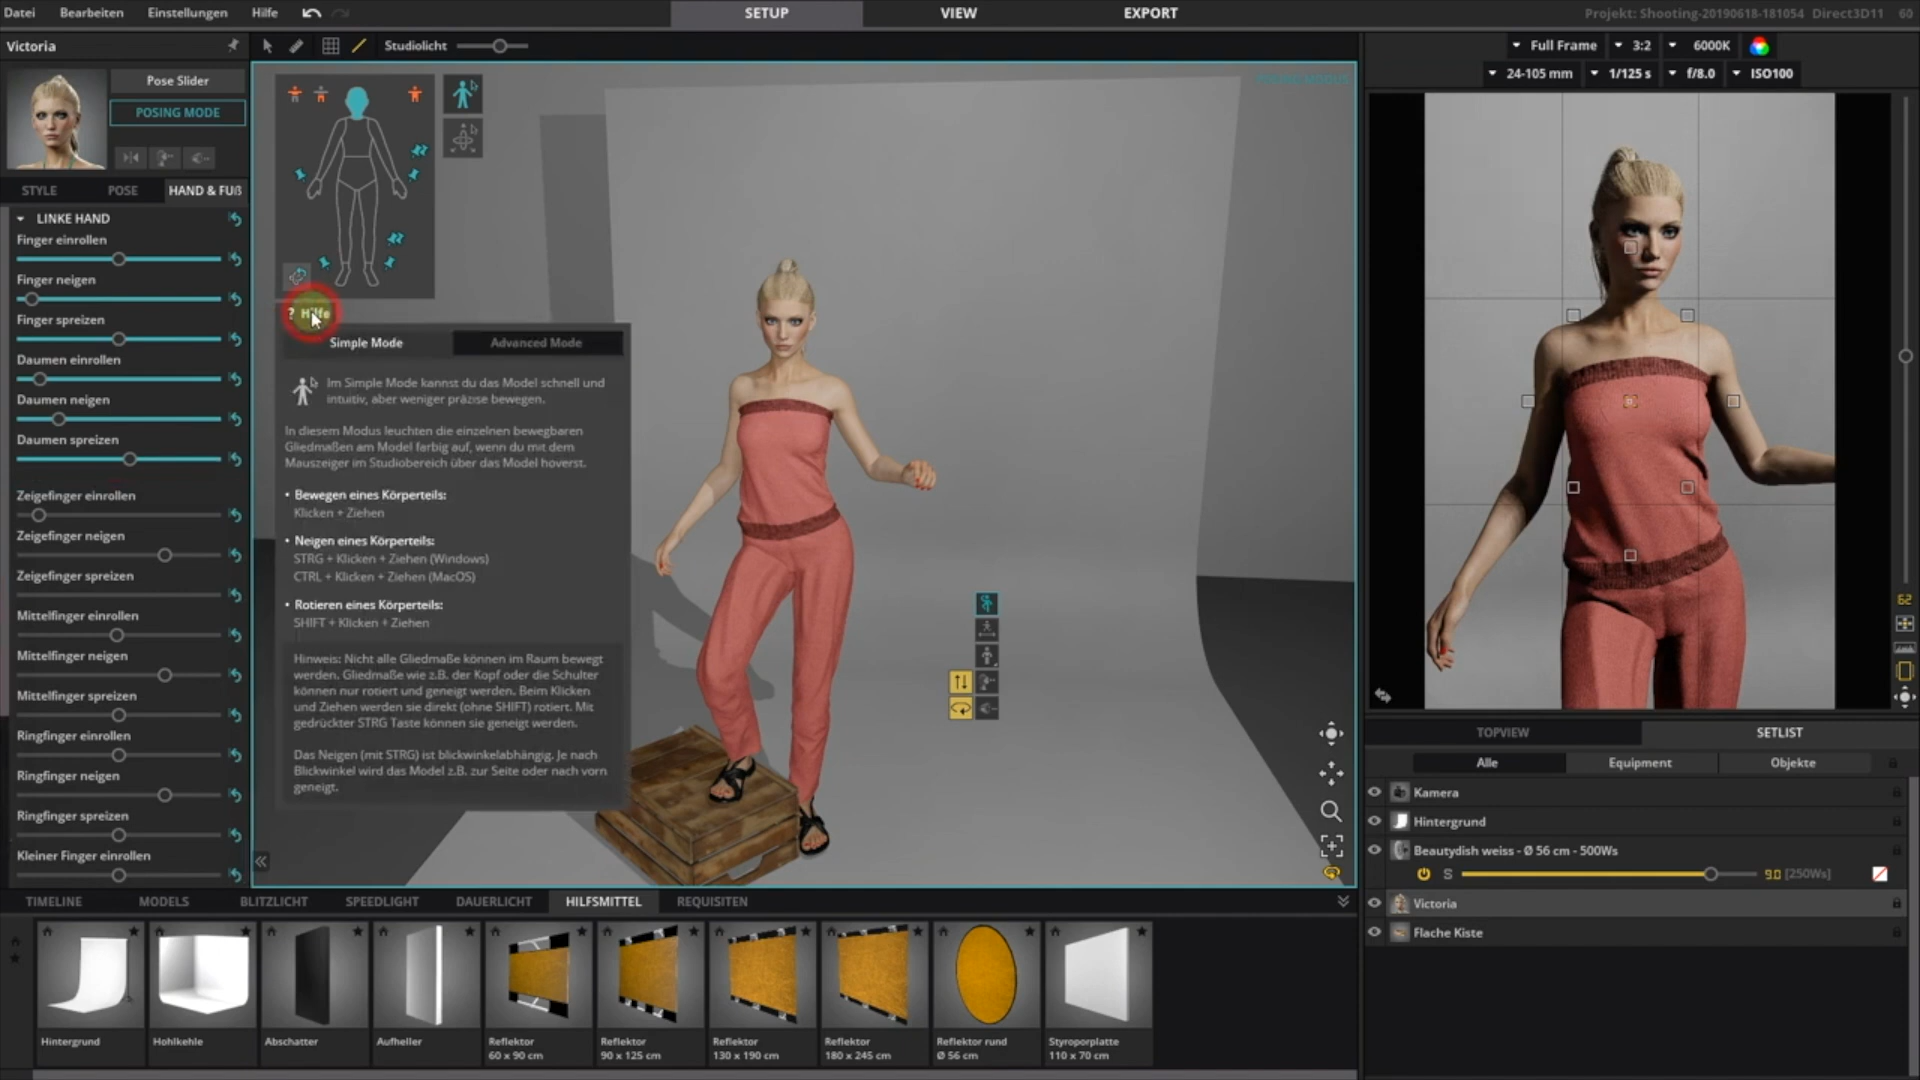 Datei Bearbeiten Einstellungen Hilfe
SETUP VIEW EXPORT
Projekt: Shooting-20190618-181054 Direct3D11 60
Victoria
Studiolicht
Full Frame 3:2 6000K
24-105 mm 1/125 s f/8.0 ISO100
Pose Slider
POSING MODE
STYLE POSE HAND & FUß
LINKE HAND
Finger einrollen
Finger neigen
Finger spreizen
Daumen einrollen
Daumen neigen
Daumen spreizen
Zeigefinger einrollen
Zeigefinger neigen
Zeigefinger spreizen
Mittelfinger einrollen
Mittelfinger neigen
Mittelfinger spreizen
Ringfinger einrollen
Ringfinger neigen
Ringfinger spreizen
Kleiner Finger einrollen
? Hilfe
Simple Mode Advanced Mode
Im Simple Mode kannst du das Model schnell und
intuitiv, aber weniger präzise bewegen.
In diesem Modus leuchten die einzelnen bewegbaren
Gliedmaßen am Model farbig auf, wenn du mit dem
Mauszeiger im Studiobereich über das Model hoverst.
• Bewegen eines Körperteils:
Klicken + Ziehen
• Neigen eines Körperteils:
STRG + Klicken + Ziehen (Windows)
CTRL + Klicken + Ziehen (MacOS)
• Rotieren eines Körperteils:
SHIFT + Klicken + Ziehen
Hinweis: Nicht alle Gliedmaße können im Raum bewegt
werden. Gliedmaße wie z.B. der Kopf oder die Schulter
können nur rotiert und geneigt werden. Beim Klicken
und Ziehen werden sie direkt (ohne SHIFT) rotiert. Mit
gedrückter STRG Taste können sie geneigt werden.
Das Neigen (mit STRG) ist blickwinkelabhängig. Je nach
Blickwinkel wird das Model z.B. zur Seite oder nach vorn
geneigt.
62
TOPVIEW SETLIST
Alle Equipment Objekte
Kamera
Hintergrund
Beautydish weiss - Ø 56 cm - 500Ws
S 9.0 [250Ws]
Victoria
Flache Kiste
TIMELINE MODELS BLITZLICHT SPEEDLIGHT DAUERLICHT HILFSMITTEL REQUISITEN
Hintergrund
Hohlkehle
Abschatter
Aufheller
Reflektor
60 x 90 cm
Reflektor
90 x 125 cm
Reflektor
130 x 190 cm
Reflektor
180 x 245 cm
Reflektor rund
Ø 56 cm
Styroporplatte
110 x 70 cm